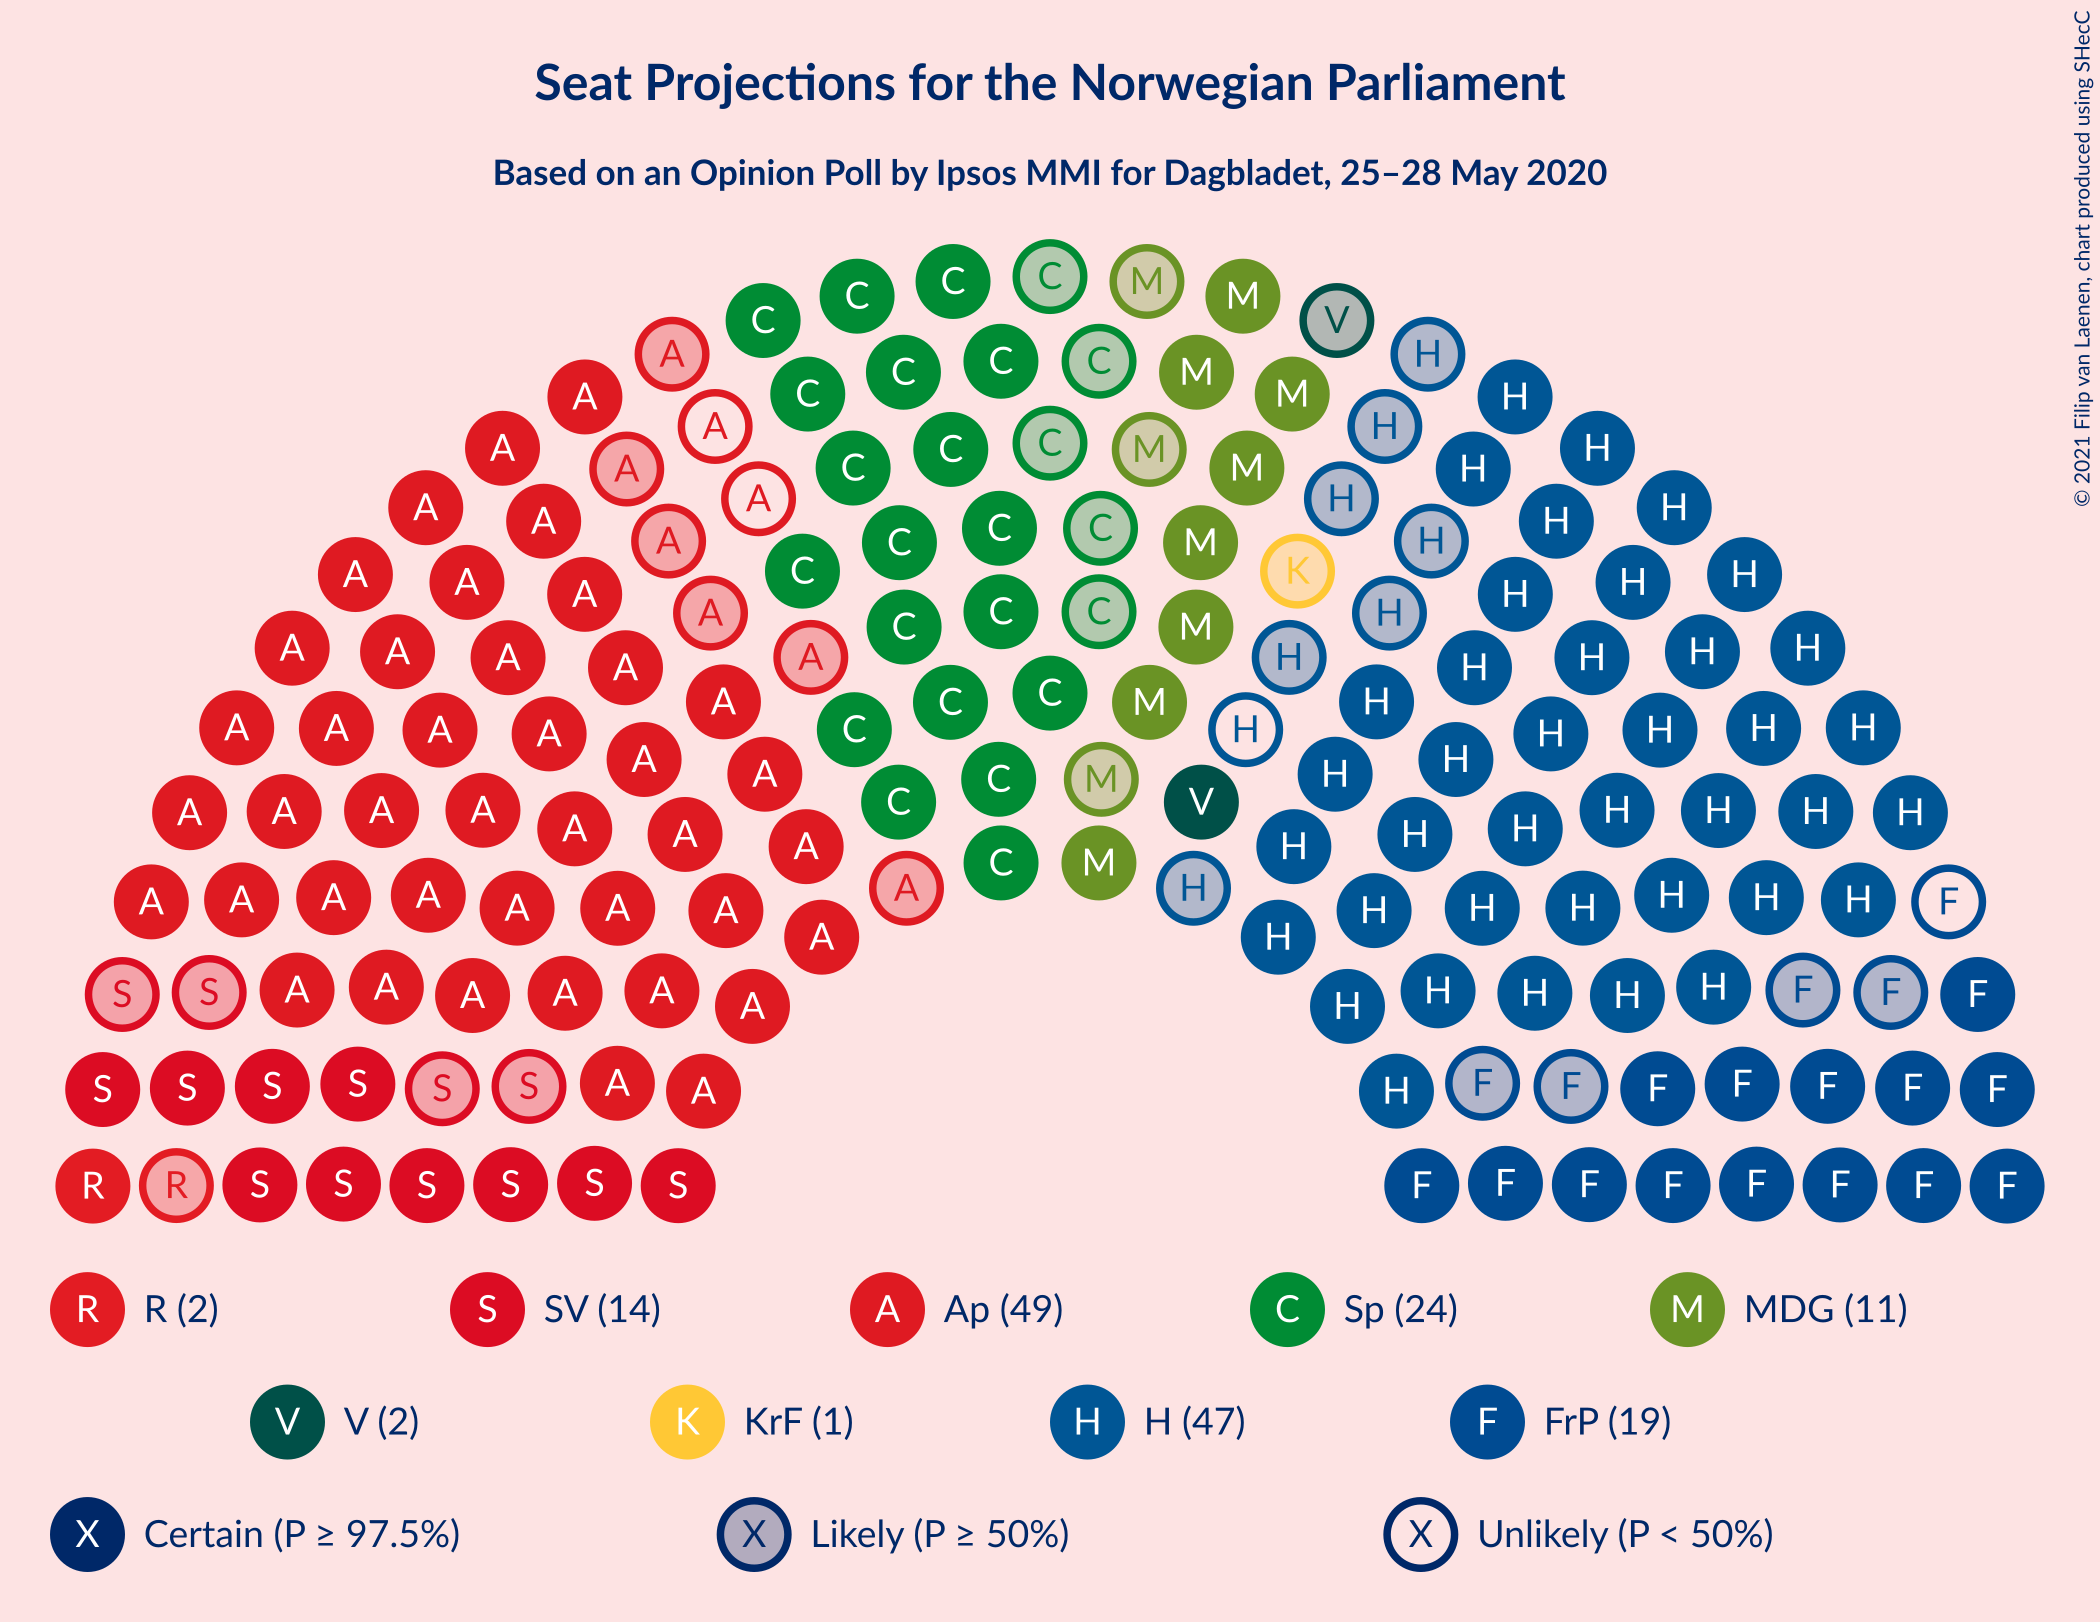 Seat Projections for the Norwegian Parliament
Based on an Opinion Poll by Ipsos MMI for Dagbladet, 25–28 May 2020
© 2021 Filip van Laenen, chart produced using SHecC
C C C C M M V
A C C C C M M H
A A C C C C M M H H
A A A C C C C M K H H H
A A A A C C C C M H H H H
A A A A A C C C M H H H H H
A A A A A A C C M V H H H H H H
A A A A A A A A C M H H H H H H H F
S S A A A A A A H H H H H F F F
S S S S S S A A H F F F F F F F
R R S S S S S S F F F F F F F F
R R (2) S SV (14) A Ap (49) C Sp (24) M MDG (11)
V V (2) K KrF (1) H H (47) F FrP (19)
X Certain (P ≥ 97.5%) X Likely (P ≥ 50%) X Unlikely (P < 50%)